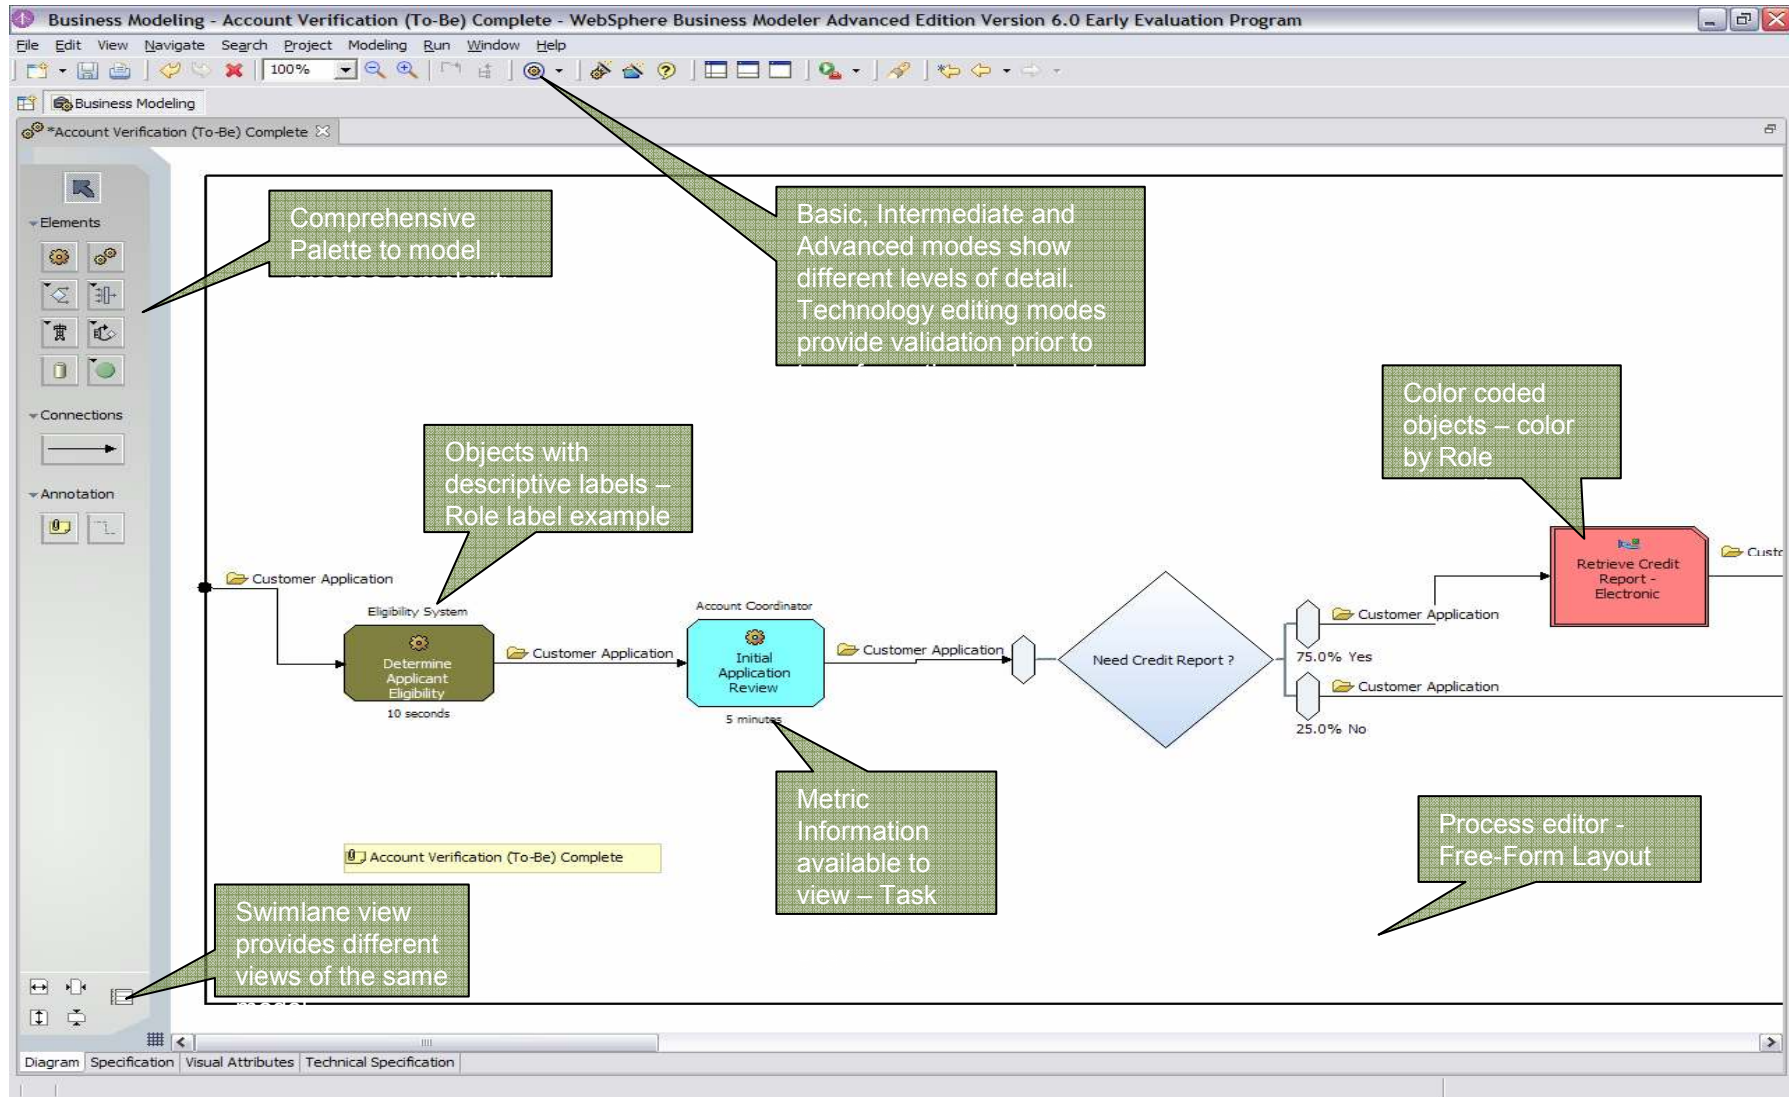 Business Modeling - Account Verification (To-Be) Complete - WebSphere Business Modeler Advanced Edition Version 6.0 Early Evaluation Program
File Edit View Navigate Search Project Modeling Run Window Help
100%
Business Modeling
*Account Verification (To-Be) Complete
Elements
Connections
Annotation
Comprehensive
Palette to model
Basic, Intermediate and
Advanced modes show
different levels of detail.
Technology editing modes
provide validation prior to
Color coded
objects – color
by Role
Objects with
descriptive labels –
Role label example
Customer Application
Eligibility System
Determine
Applicant
Eligibility
10 seconds
Customer Application
Account Coordinator
Initial
Application
Review
5 minutes
Customer Application
Need Credit Report ?
Customer Application
75.0% Yes
Customer Application
25.0% No
Retrieve Credit
Report -
Electronic
Custo
Metric
Information
available to
view – Task
Process editor -
Free-Form Layout
Account Verification (To-Be) Complete
Swimlane view
provides different
views of the same
Diagram Specification Visual Attributes Technical Specification